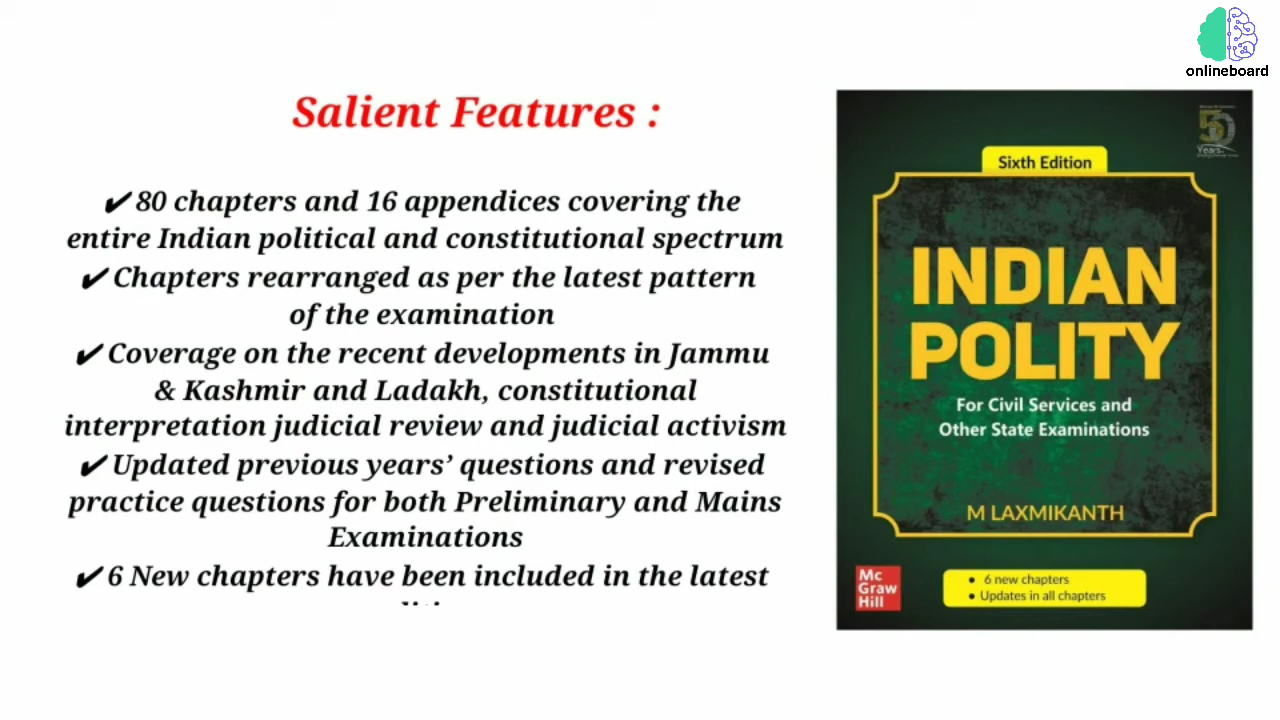 onlineboard
Salient Features :
✔ 80 chapters and 16 appendices covering the
entire Indian political and constitutional spectrum
✔ Chapters rearranged as per the latest pattern
of the examination
✔ Coverage on the recent developments in Jammu
& Kashmir and Ladakh, constitutional
interpretation judicial review and judicial activism
✔ Updated previous years’ questions and revised
practice questions for both Preliminary and Mains
Examinations
✔ 6 New chapters have been included in the latest
50
Years
Sixth Edition
INDIAN
POLITY
For Civil Services and
Other State Examinations
M LAXMIKANTH
Mc
Graw
Hill
• 6 new chapters
• Updates in all chapters